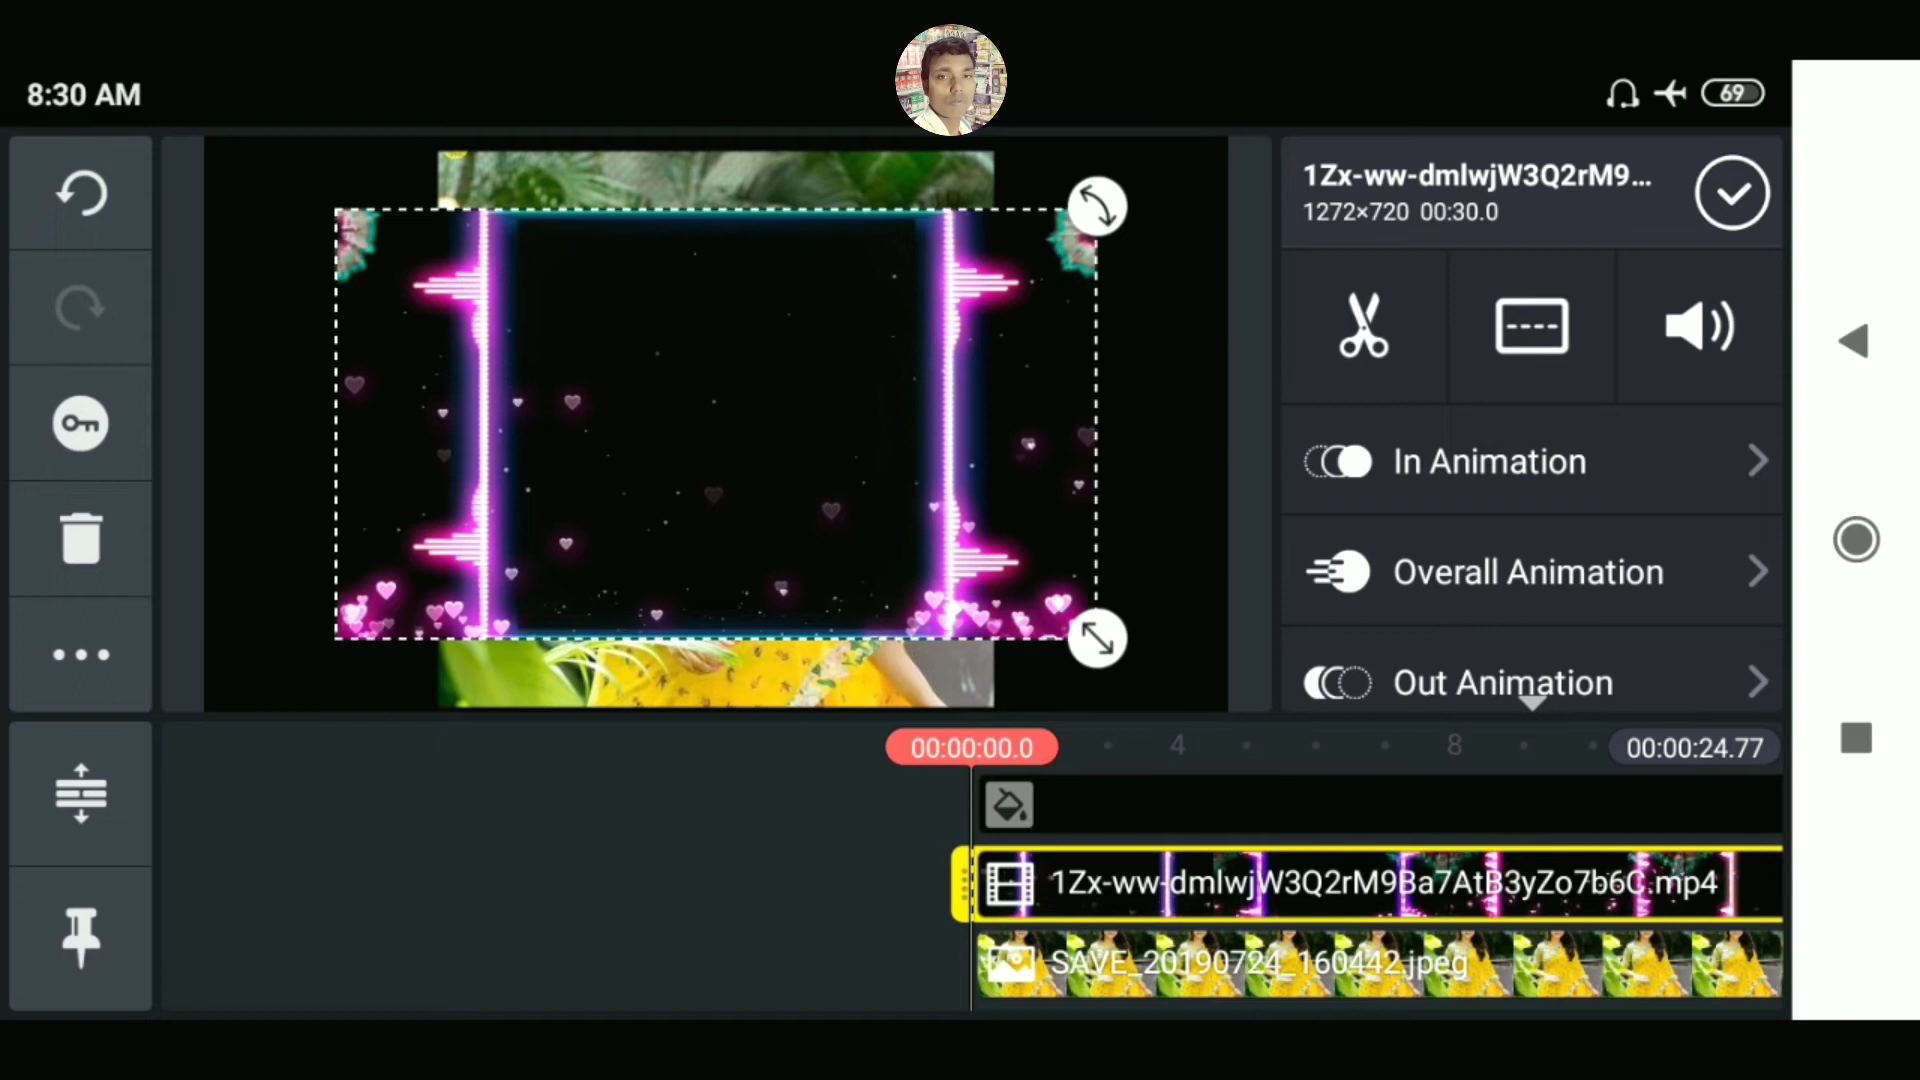 8:30 AM
69
1Zx-ww-dmlwjW3Q2rM9...
1272×720 00:30.0
In Animation
Overall Animation
Out Animation
00:00:00.0
4
8
00:00:24.77
1Zx-ww-dmlwjW3Q2rM9Ba7AtB3yZo7b6C.mp4
SAVE_20190724_160442.jpeg